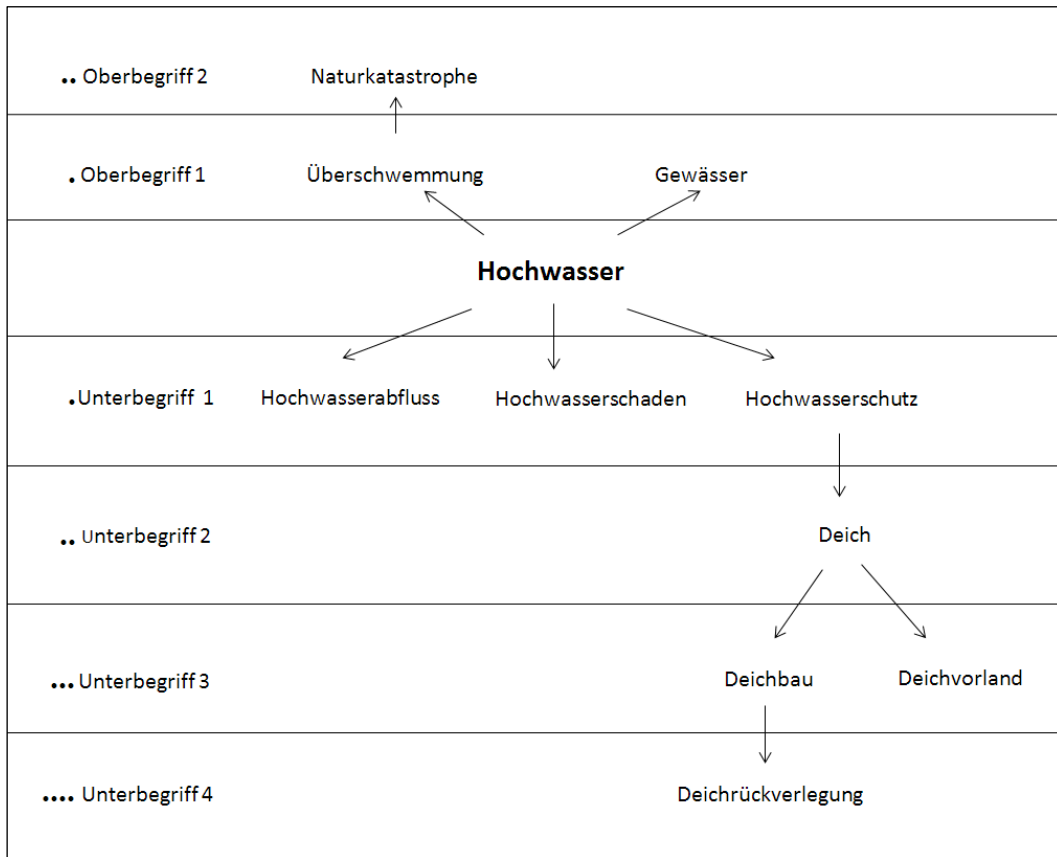 .. Oberbegriff 2 Naturkatastrophe
. Oberbegriff 1 Überschwemmung Gewässer
Hochwasser
.Unterbegriff 1 Hochwasserabfluss Hochwasserschaden Hochwasserschutz
.. Unterbegriff 2 Deich
... Unterbegriff 3 Deichbau Deichvorland
.... Unterbegriff 4 Deichrückverlegung